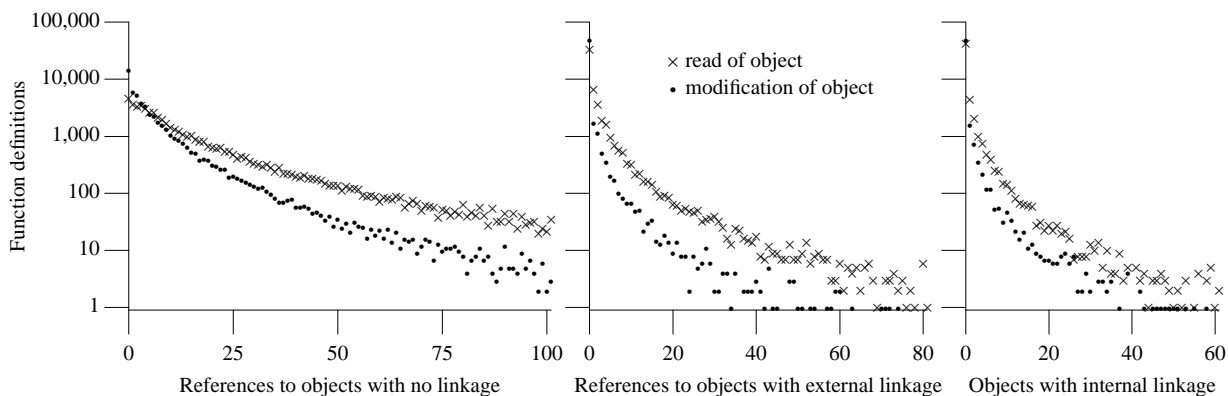 100,000
10,000
1,000
100
10
1
Function definitions
0 25 50 75 100
References to objects with no linkage
× read of object
• modification of object
0 20 40 60 80
References to objects with external linkage
0 20 40 60
Objects with internal linkage